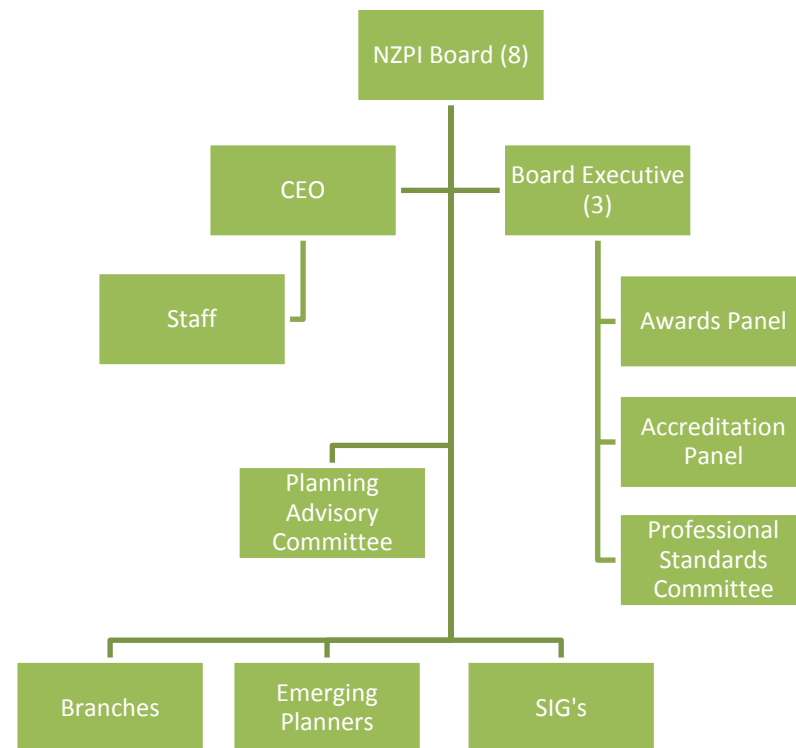 NZPI Board (8)
CEO
Board Executive
(3)
Staff
Awards Panel
Accreditation
Panel
Planning
Advisory
Committee
Professional
Standards
Committee
Branches
Emerging
Planners
SIG's